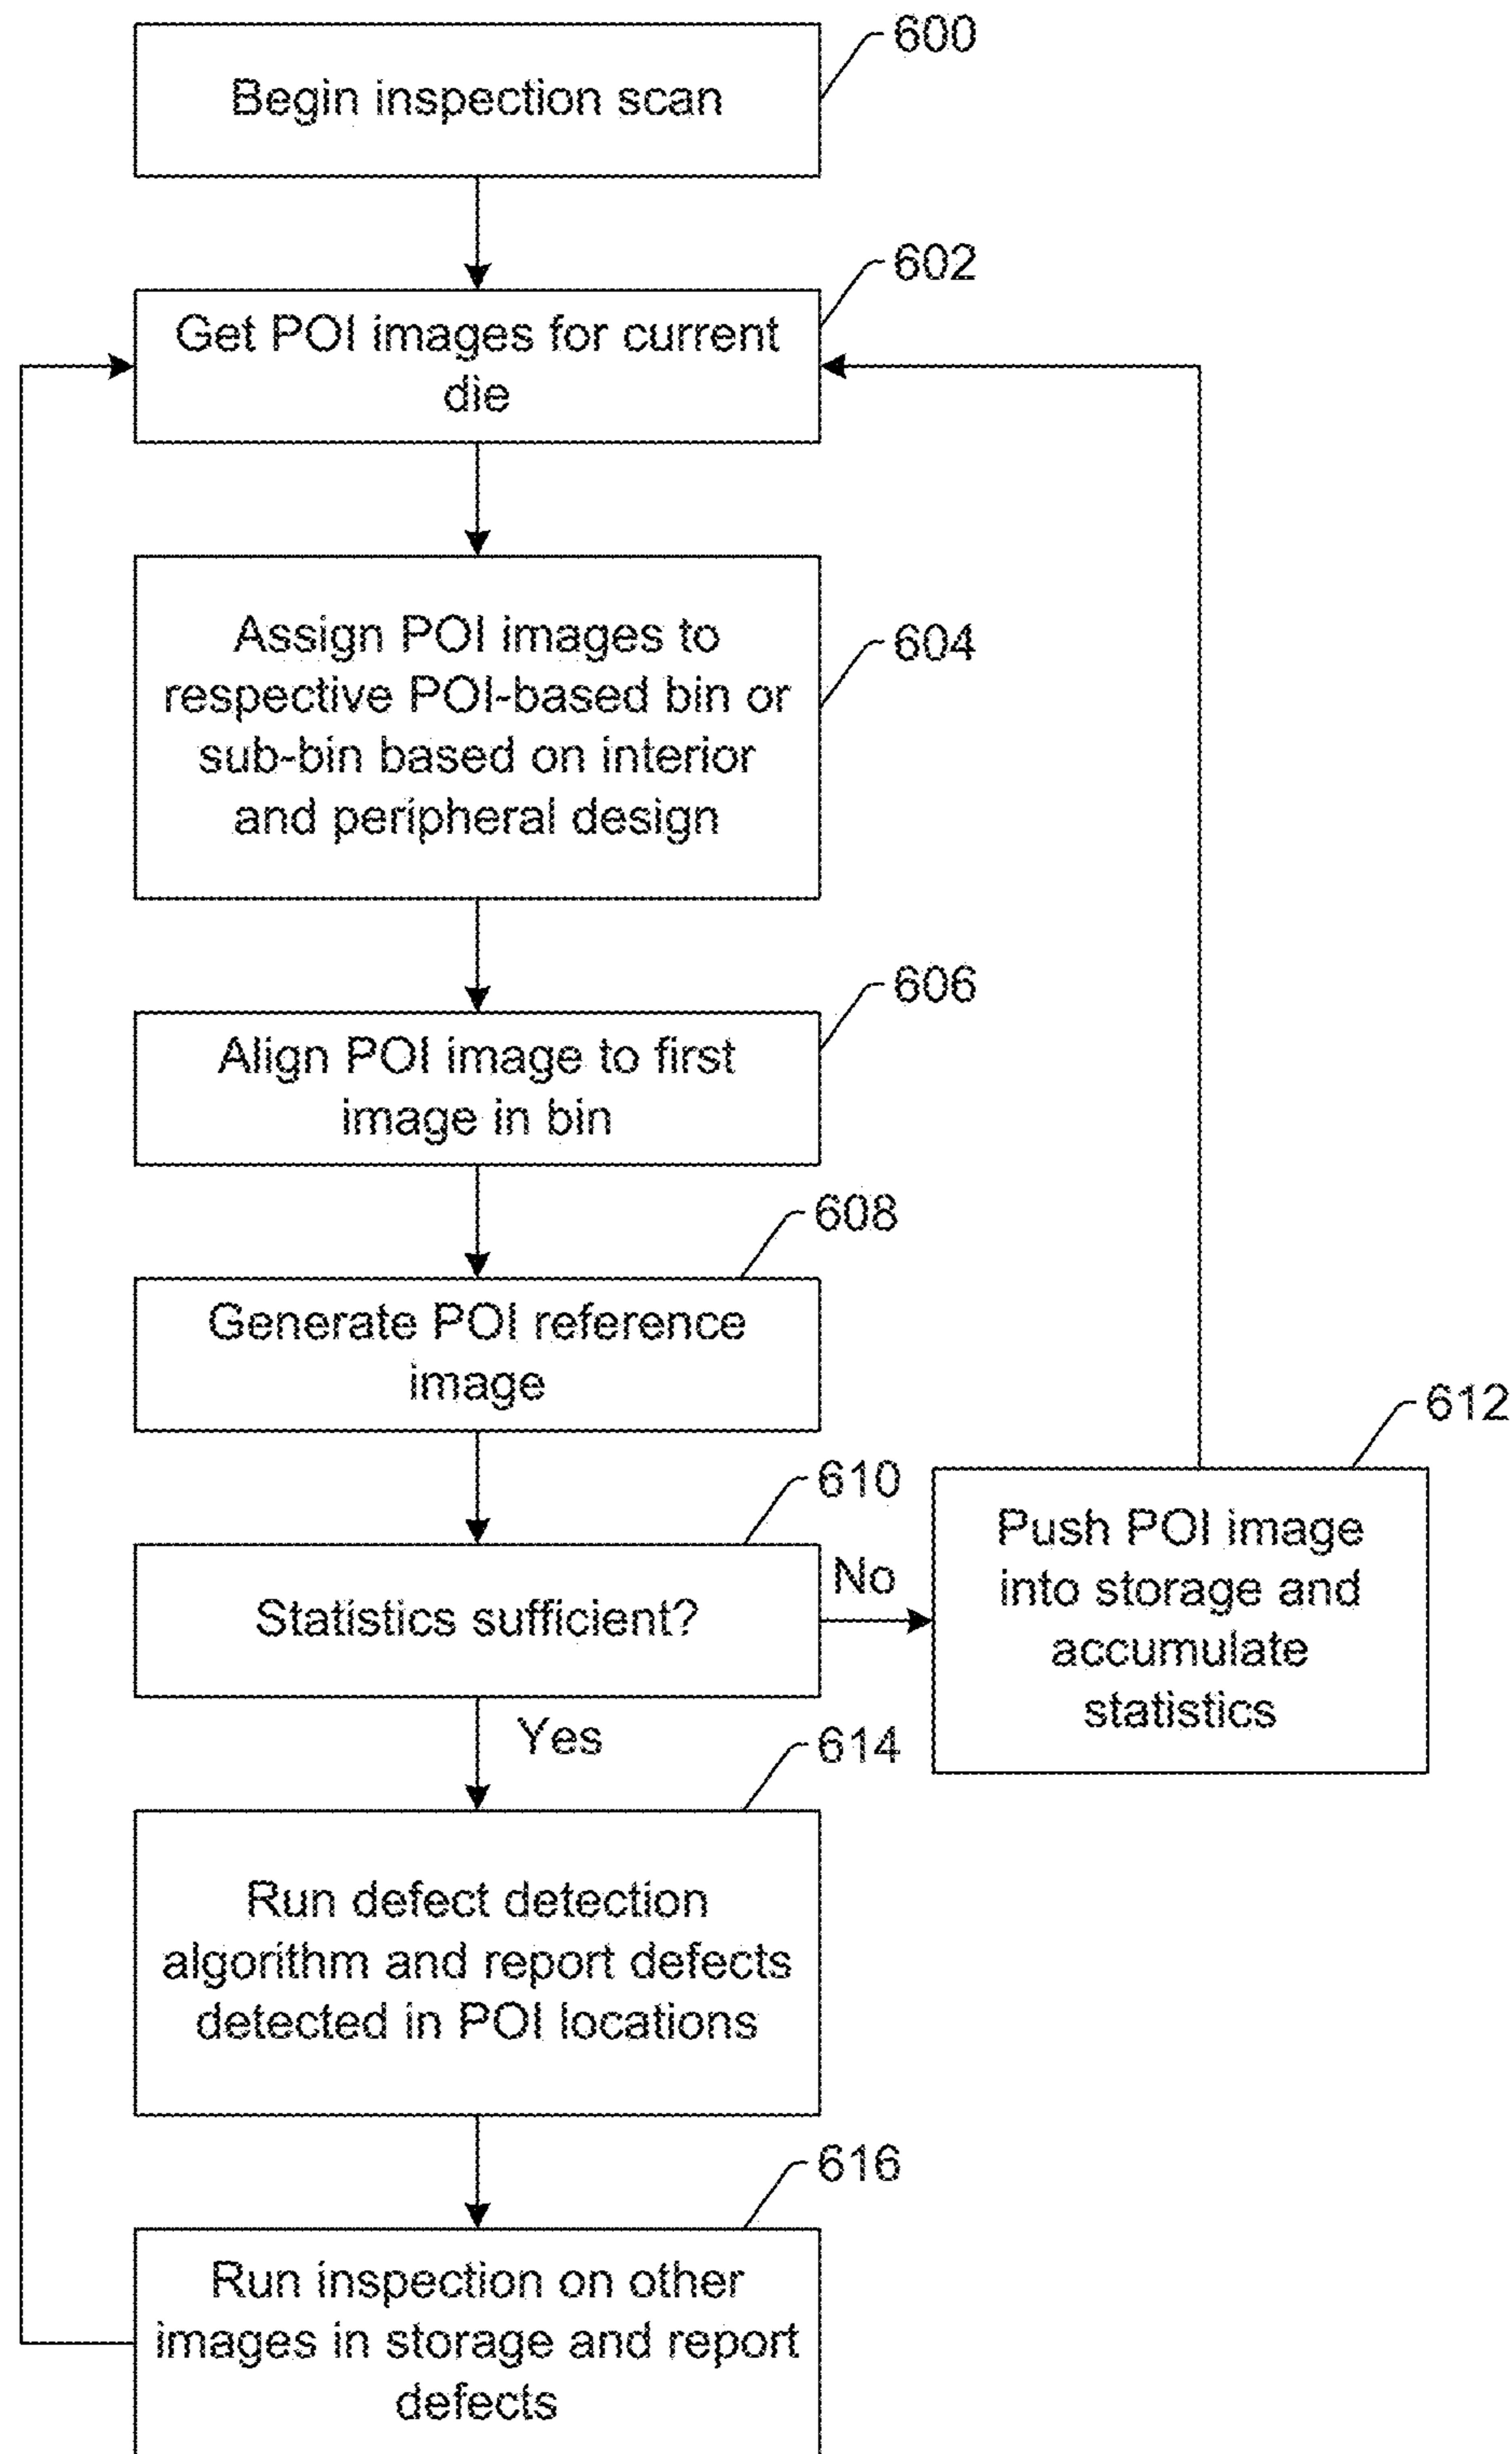 600
Begin inspection scan
602
Get POI images for current
die
604
Assign POI images to
respective POI-based bin or
sub-bin based on interior
and peripheral design
606
Align POI image to first
image in bin
608
Generate POI reference
image
610
Statistics sufficient?
No
612
Push POI image
into storage and
accumulate
statistics
Yes
614
Run defect detection
algorithm and report defects
detected in POI locations
616
Run inspection on other
images in storage and report
defects